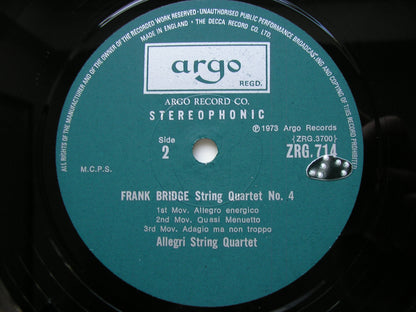 ALL RIGHTS OF THE MANUFACTURER AND OF THE OWNER OF THE RECORDED WORK RESERVED · UNAUTHORISED PUBLIC PERFORMANCE BROADCASTING AND COPYING OF THIS RECORD PROHIBITED
MADE IN ENGLAND · THE DECCA RECORD CO. LTD.
argo
REGD.
ARGO RECORD CO.
STEREOPHONIC
Side
2
℗ 1973 Argo Records
(ZRG.3700)
ZRG.714
M.C.P.S.
FRANK BRIDGE String Quartet No. 4
1st Mov. Allegro energico
2nd Mov. Quasi Menuetto
3rd Mov. Adagio ma non troppo
Allegri String Quartet